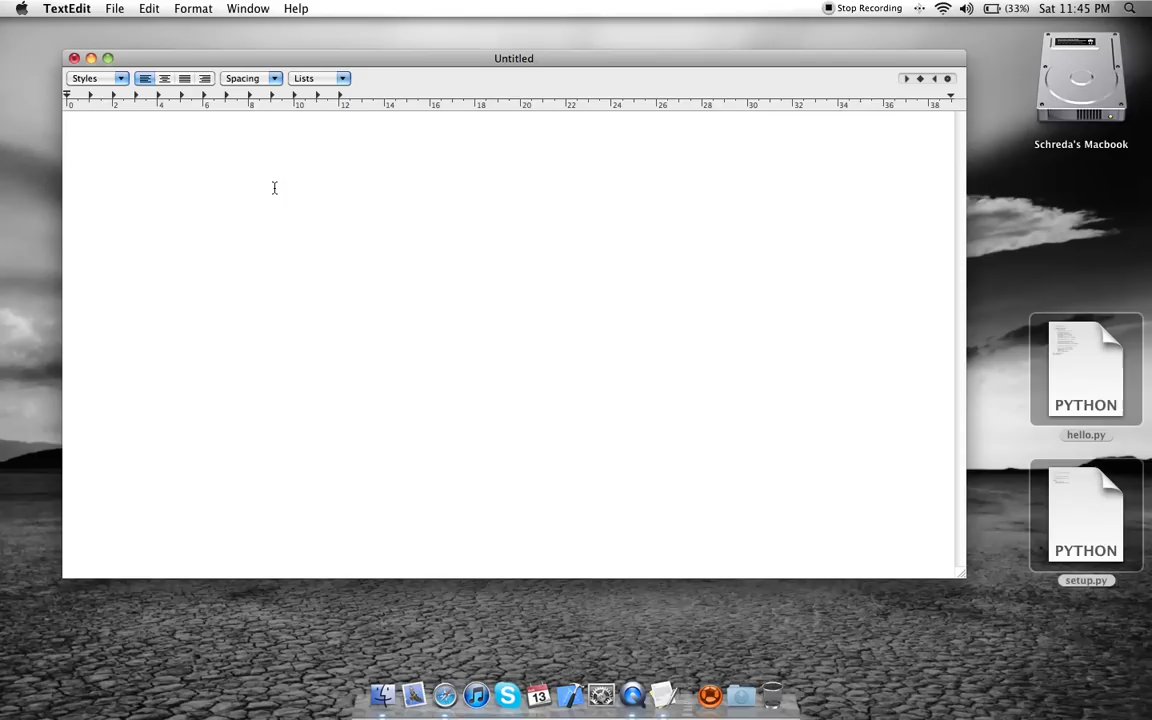 TextEdit File Edit Format Window Help Stop Recording (33%) Sat 11:45 PM
Untitled
Styles Spacing Lists
0 2 4 6 8 10 12 14 16 18 20 22 24 26 28 30 32 34 36 38
Schreda's Macbook
PYTHON
hello.py
PYTHON
setup.py
13